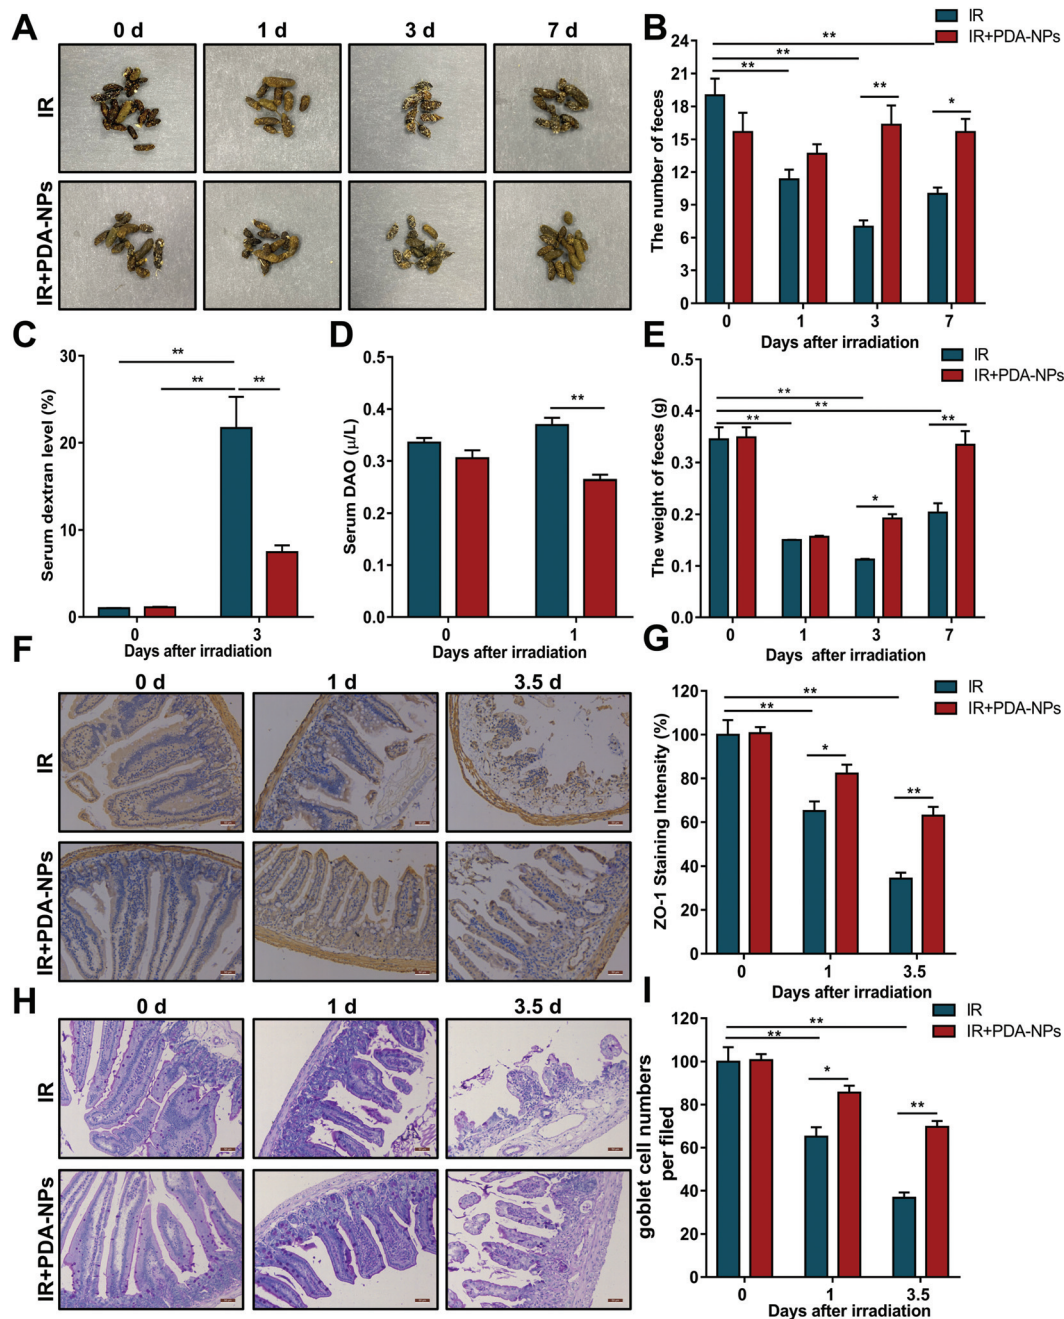 A
0 d
1 d
3 d
7 d
IR
IR+PDA-NPs
B
IR
IR+PDA-NPs
The number of feces
24
21
18
15
12
9
6
3
0
**
**
**
**
*
0
1
3
7
Days after irradiation
C
Serum dextran level (%)
30
20
10
0
**
**
**
0
3
Days after irradiation
D
Serum DAO (μ/L)
0.5
0.4
0.3
0.2
0.1
0.0
**
0
1
Days after irradiation
E
IR
IR+PDA-NPs
The weight of feces (g)
0.5
0.4
0.3
0.2
0.1
0.0
**
**
**
*
**
0
1
3
7
Days after irradiation
F
0 d
1 d
3.5 d
IR
IR+PDA-NPs
G
IR
IR+PDA-NPs
ZO-1 Staining Intensity (%)
120
100
80
60
40
20
0
**
**
*
**
0
1
3.5
Days after irradiation
H
0 d
1 d
3.5 d
IR
IR+PDA-NPs
I
IR
IR+PDA-NPs
goblet cell numbers
per filed
120
100
80
60
40
20
0
**
**
*
**
0
1
3.5
Days after irradiation